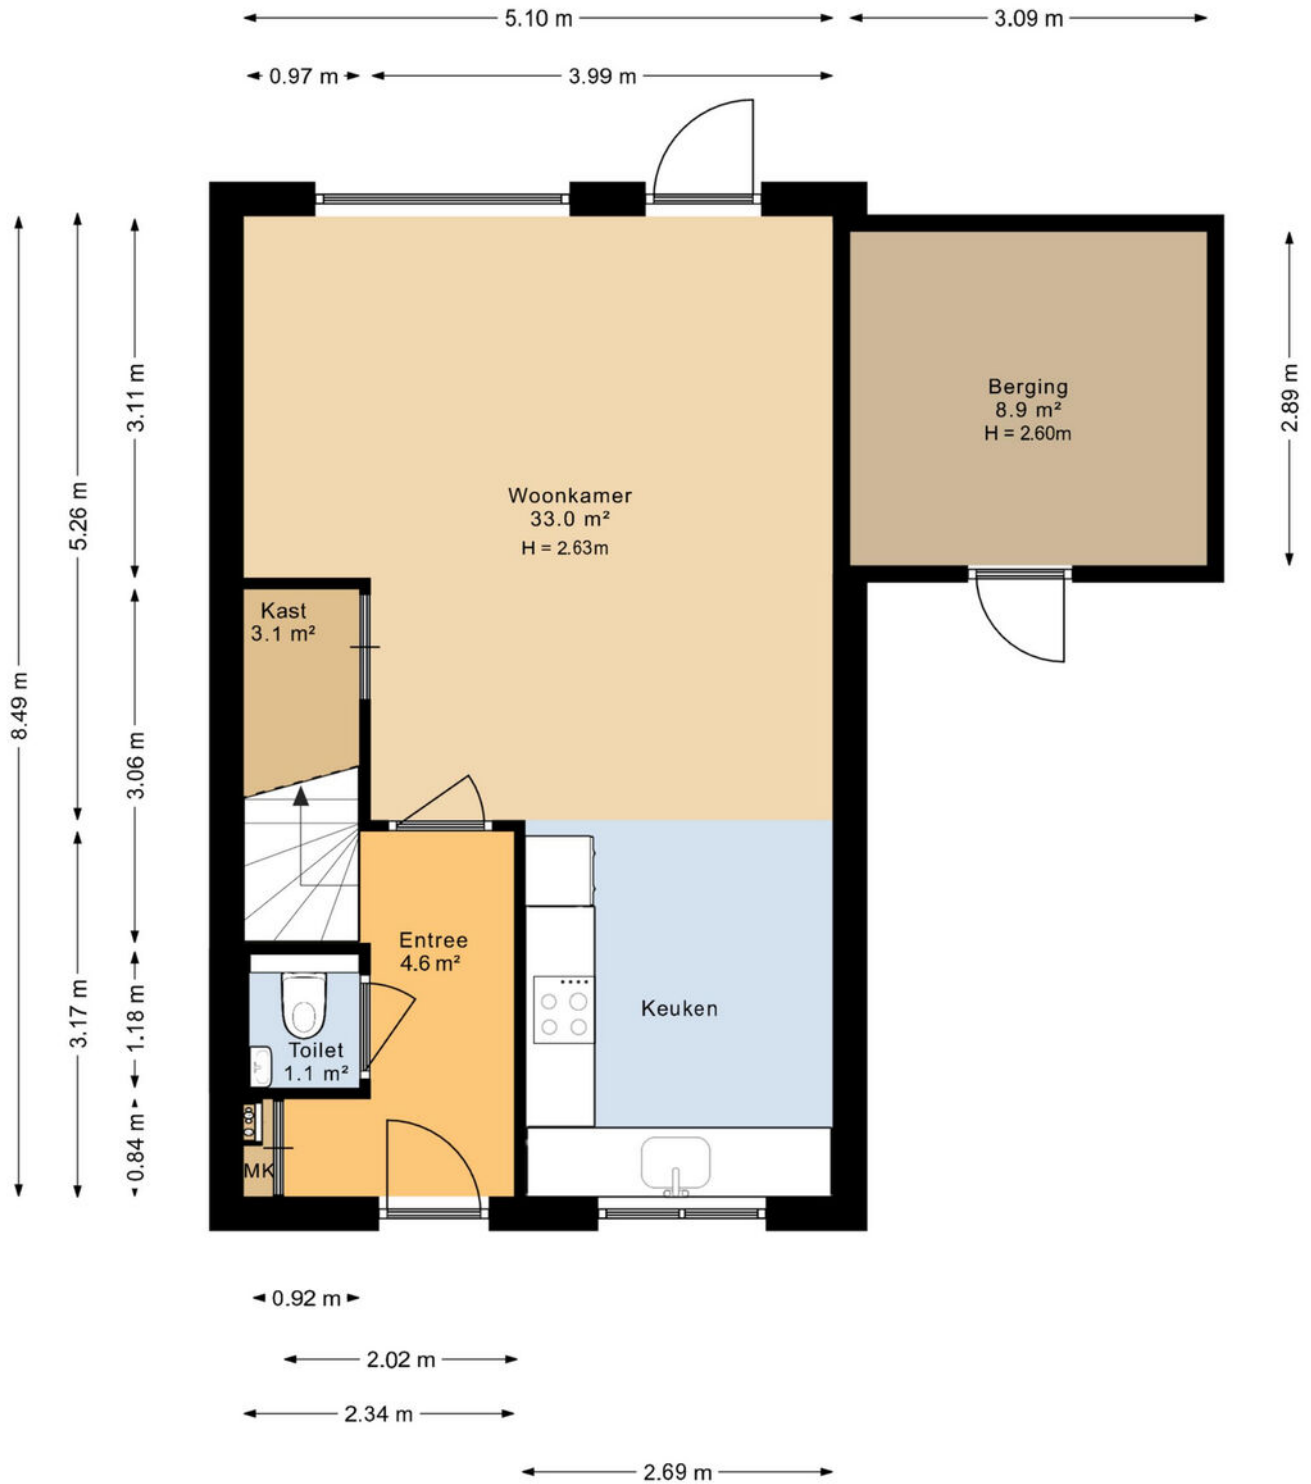 5.10 m
3.09 m
0.97 m
3.99 m
8.49 m
5.26 m
3.11 m
Berging
8.9 m²
H = 2.60m
2.89 m
Woonkamer
33.0 m²
H = 2.63m
Kast
3.1 m²
3.06 m
Entree
4.6 m²
3.17 m
1.18 m
Keuken
Toilet
1.1 m²
0.84 m
MK
0.92 m
2.02 m
2.34 m
2.69 m